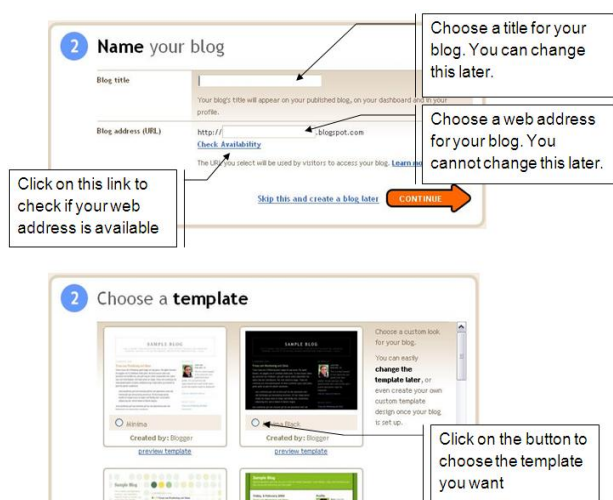 2 Name your blog
Choose a title for your
blog. You can change
this later.
Blog title
Your blog's title will appear on your published blog, on your dashboard and in your
profile.
Choose a web address
for your blog. You
cannot change this later.
Blog address (URL)
http:// .blogspot.com
Check Availability
The URL you select will be used by visitors to access your blog. Learn
Click on this link to
check if your web
address is available
Skip this and create a blog later
CONTINUE
2 Choose a template
SAMPLE BLOG
SAMPLE BLOG
Choose a custom look
for your blog.
You can easily
change the
template later, or
even create your own
custom template
design once your blog
is set up.
Minima
Minima Black
Created by: Blogger
Created by: Blogger
preview template
preview template
Click on the button to
choose the template
you want
Sample Blog
Sample Blog